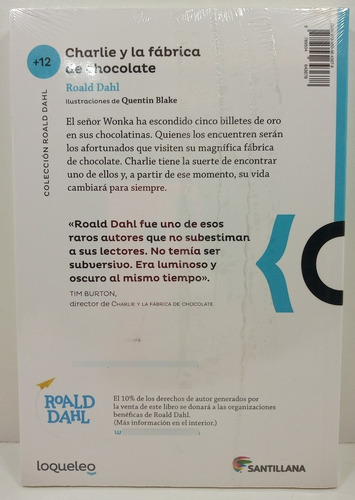 +12
Charlie y la fábrica
de chocolate
Roald Dahl
Ilustraciones de Quentin Blake
COLECCIÓN ROALD DAHL
El señor Wonka ha escondido cinco billetes de oro
en sus chocolatinas. Quienes los encuentren serán
los afortunados que visiten su magnífica fábrica
de chocolate. Charlie tiene la suerte de encontrar
uno de ellos y, a partir de ese momento, su vida
cambiará para siempre.
«Roald Dahl fue uno de esos
raros autores que no subestiman
a sus lectores. No temía ser
subversivo. Era luminoso y
oscuro al mismo tiempo».
TIM BURTON,
director de CHARLIE Y LA FÁBRICA DE CHOCOLATE
ROALD
DAHL
El 10% de los derechos de autor generados por
la venta de este libro se donará a las organizaciones
benéficas de Roald Dahl.
(Más información en el interior.)
loqueleo
SANTILLANA